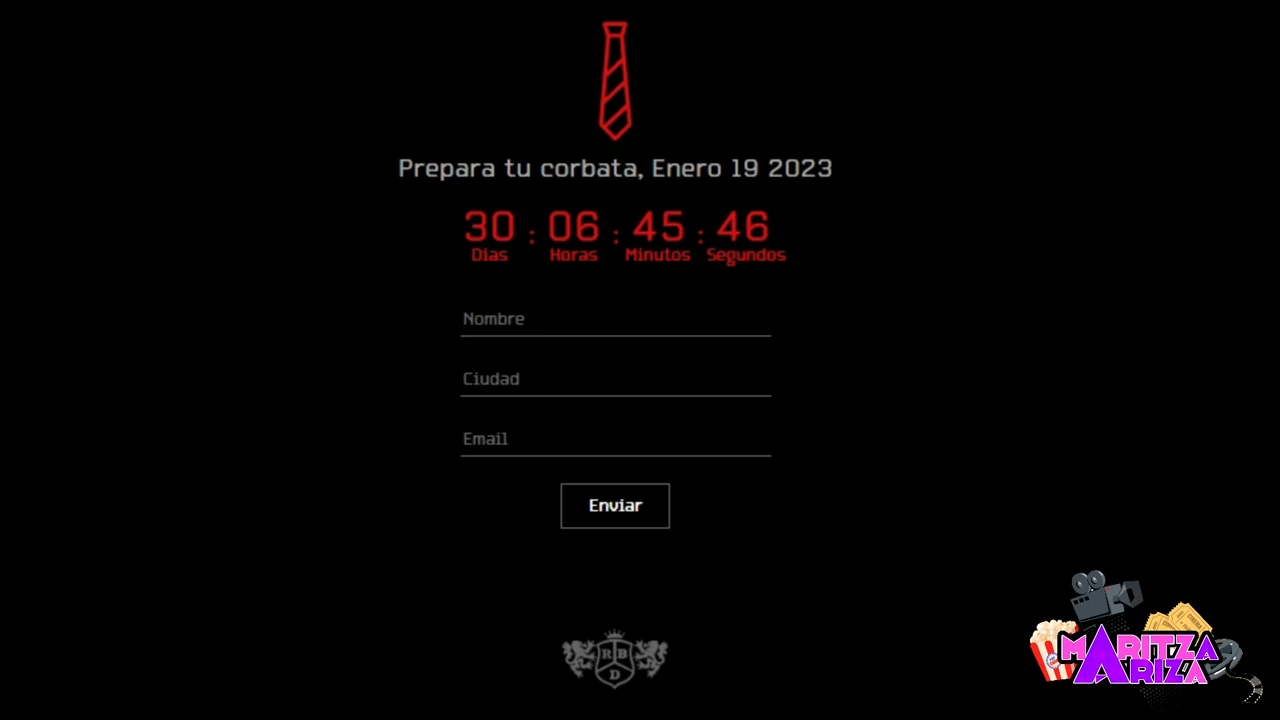 Prepara tu corbata, Enero 19 2023
30 : 06 : 45 : 46
Dias Horas Minutos Segundos
Nombre
Ciudad
Email
Enviar
R B
D
MARITZA
ARIZA